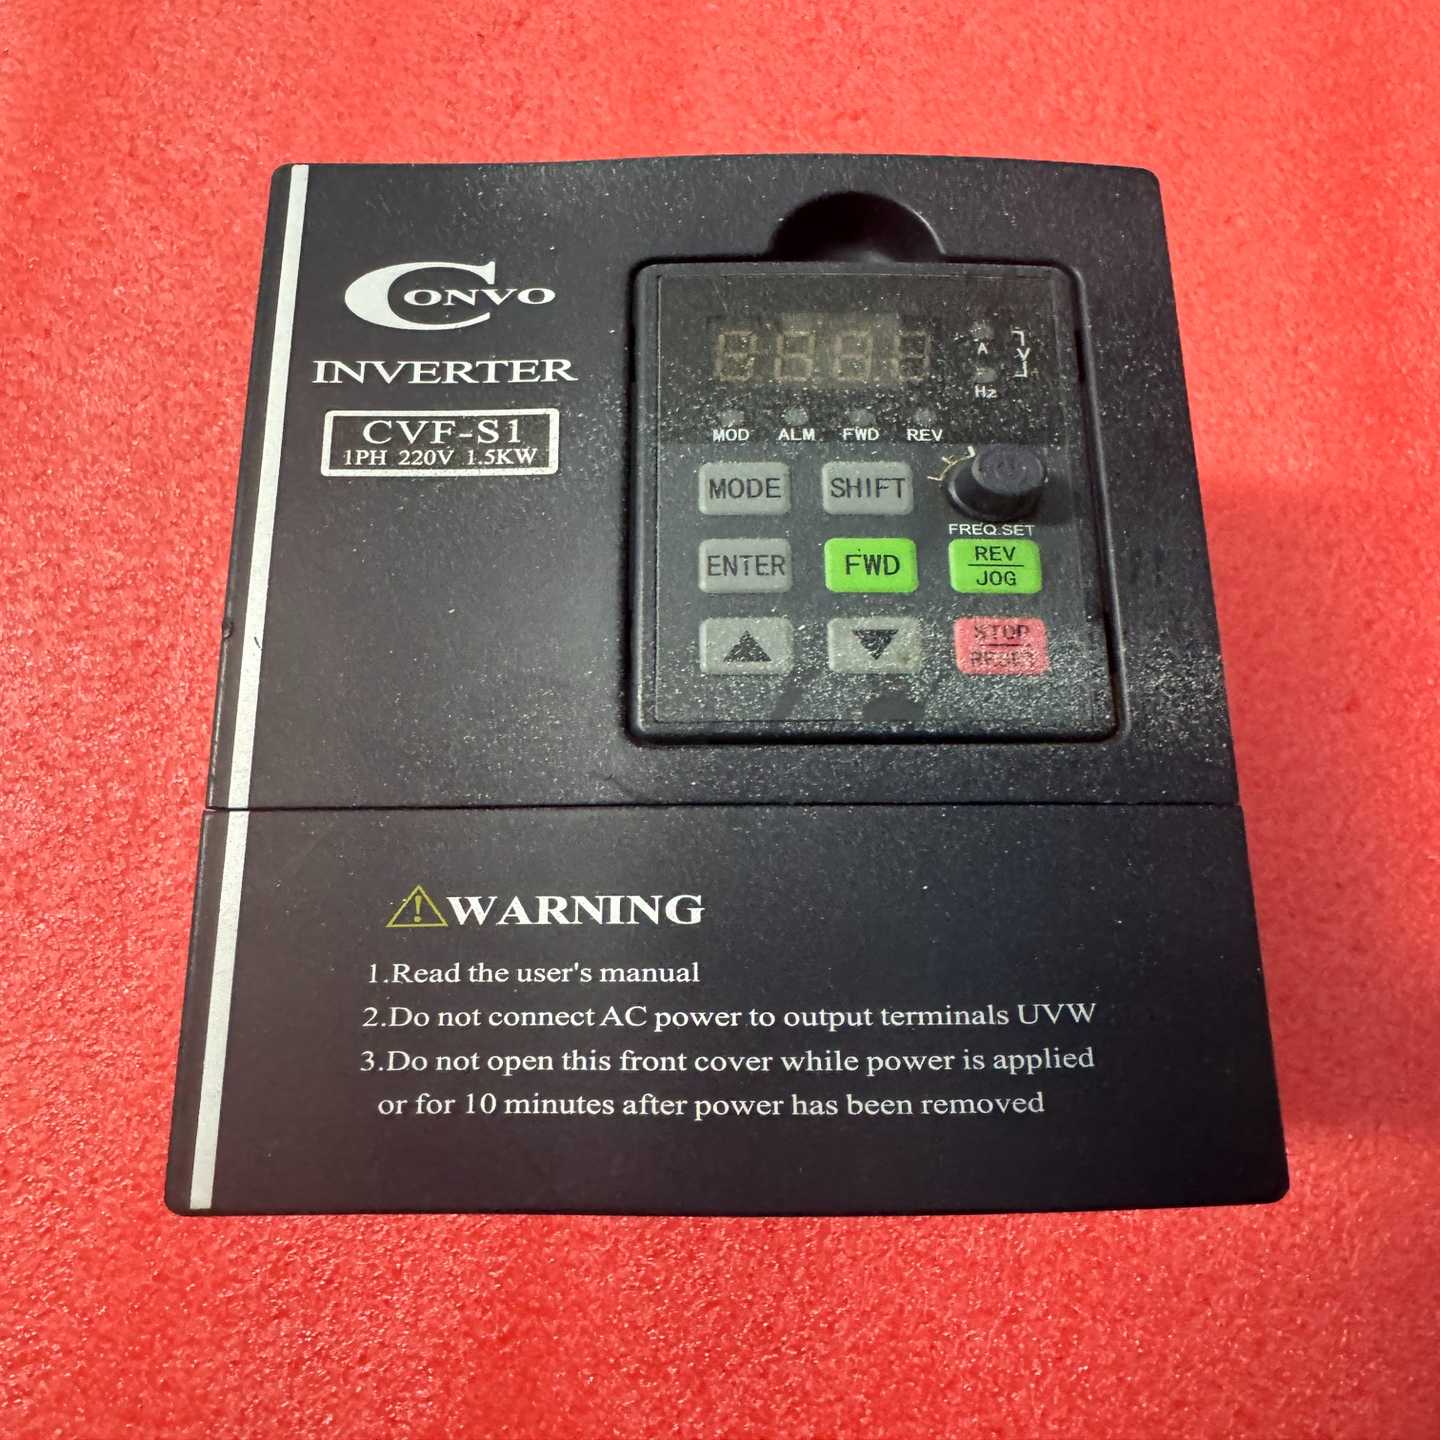 CONVO
INVERTER
CVF-S1
1PH 220V 1.5KW
A
V
Hz
MOD ALM FWD REV
MODE SHIFT
FREQ.SET
ENTER FWD REV
JOG
STOP
RESET
WARNING
1.Read the user's manual
2.Do not connect AC power to output terminals UVW
3.Do not open this front cover while power is applied
or for 10 minutes after power has been removed